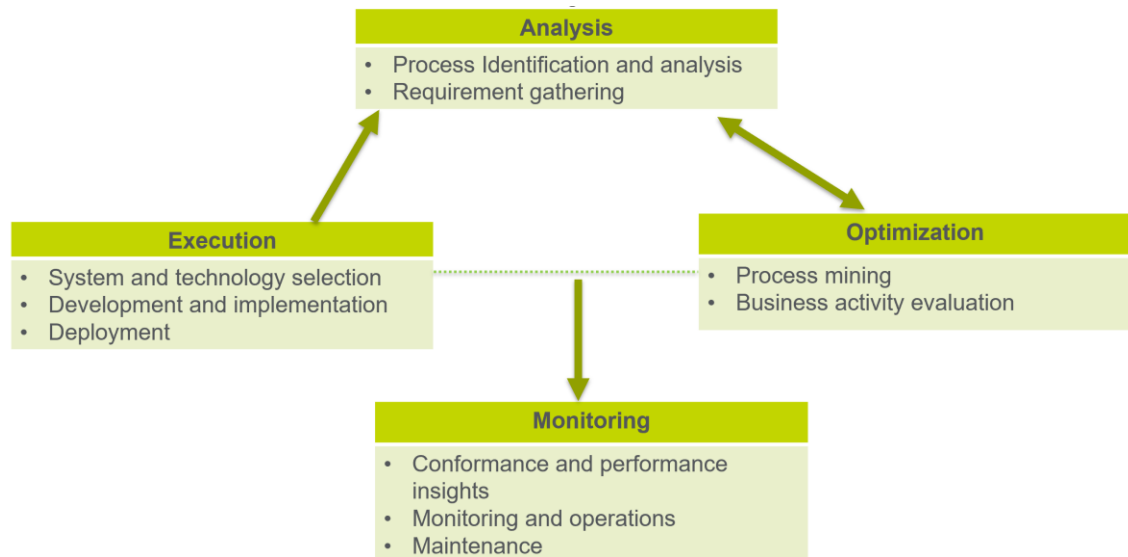 Analysis
• Process Identification and analysis
• Requirement gathering
Execution
• System and technology selection
• Development and implementation
• Deployment
Optimization
• Process mining
• Business activity evaluation
Monitoring
• Conformance and performance
insights
• Monitoring and operations
• Maintenance